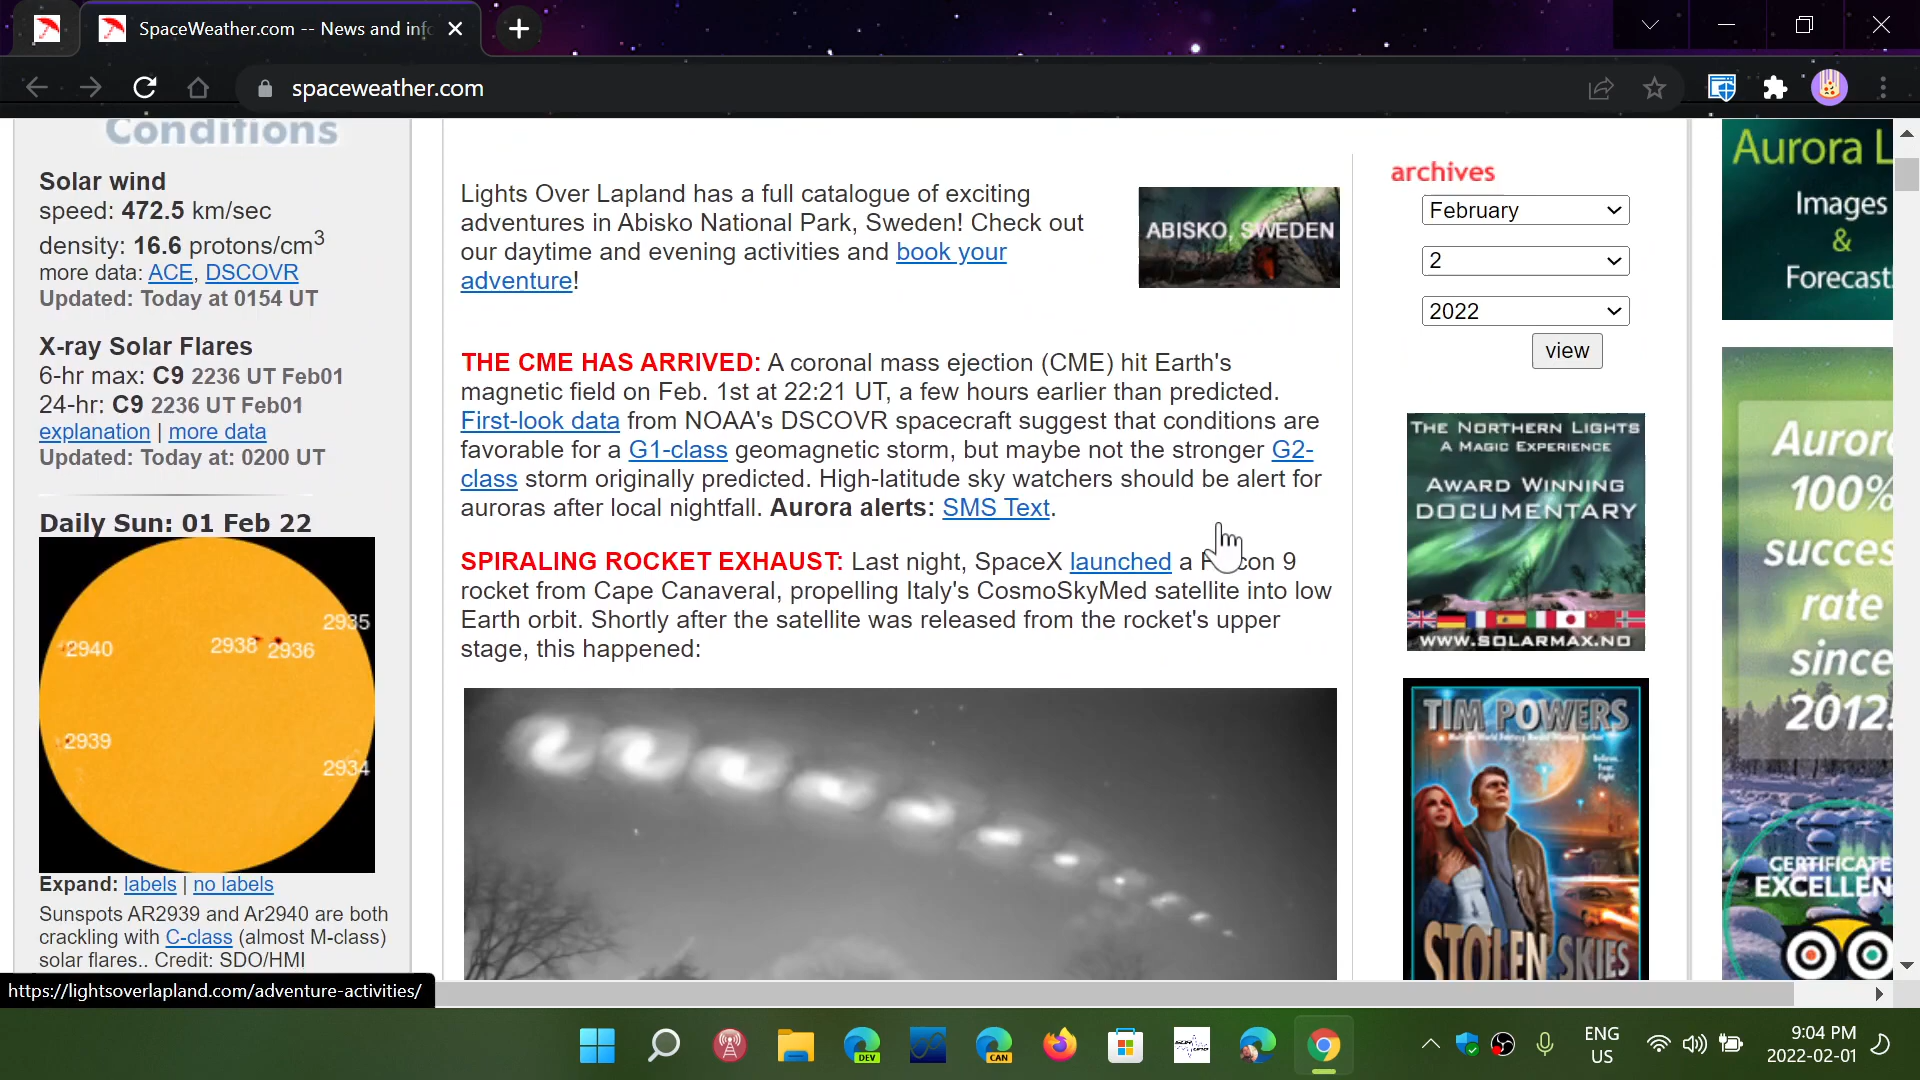 SpaceWeather.com -- News and info
spaceweather.com
Conditions
Solar wind
speed: 472.5 km/sec
density: 16.6 protons/cm3
more data: ACE, DSCOVR
Updated: Today at 0154 UT
X-ray Solar Flares
6-hr max: C9 2236 UT Feb01
24-hr: C9 2236 UT Feb01
explanation | more data
Updated: Today at: 0200 UT
Daily Sun: 01 Feb 22
2935
2940
2938
2936
2939
2934
Expand: labels | no labels
Sunspots AR2939 and Ar2940 are both
crackling with C-class (almost M-class)
solar flares.. Credit: SDO/HMI
https://lightsoverlapland.com/adventure-activities/
Lights Over Lapland has a full catalogue of exciting
adventures in Abisko National Park, Sweden! Check out
our daytime and evening activities and book your
adventure!
ABISKO, SWEDEN
THE CME HAS ARRIVED: A coronal mass ejection (CME) hit Earth's
magnetic field on Feb. 1st at 22:21 UT, a few hours earlier than predicted.
First-look data from NOAA's DSCOVR spacecraft suggest that conditions are
favorable for a G1-class geomagnetic storm, but maybe not the stronger G2-
class storm originally predicted. High-latitude sky watchers should be alert for
auroras after local nightfall. Aurora alerts: SMS Text.
SPIRALING ROCKET EXHAUST: Last night, SpaceX launched a Falcon 9
rocket from Cape Canaveral, propelling Italy's CosmoSkyMed satellite into low
Earth orbit. Shortly after the satellite was released from the rocket's upper
stage, this happened:
archives
February
2
2022
view
THE NORTHERN LIGHTS
A MAGIC EXPERIENCE
AWARD WINNING
DOCUMENTARY
WWW.SOLARMAX.NO
TIM POWERS
STOLEN SKIES
Aurora L
Images
&
Forecast
Auror
100%
succes
rate
since
2012!
CERTIFICATE
EXCELLEN
DEV
CAN
ENG
US
9:04 PM
2022-02-01